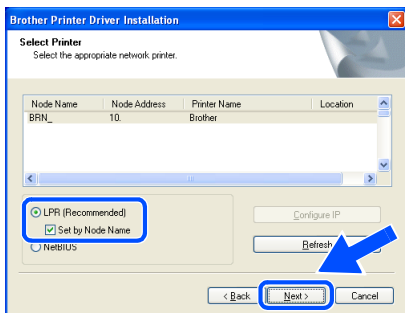 Brother Printer Driver Installation
Select Printer
Select the appropriate network printer.
Node Name Node Address Printer Name Location
BRN_ 10. Brother
LPR (Recommended)
Configure IP
Set by Node Name
NetBIOS
Refresh
< Back Next > Cancel